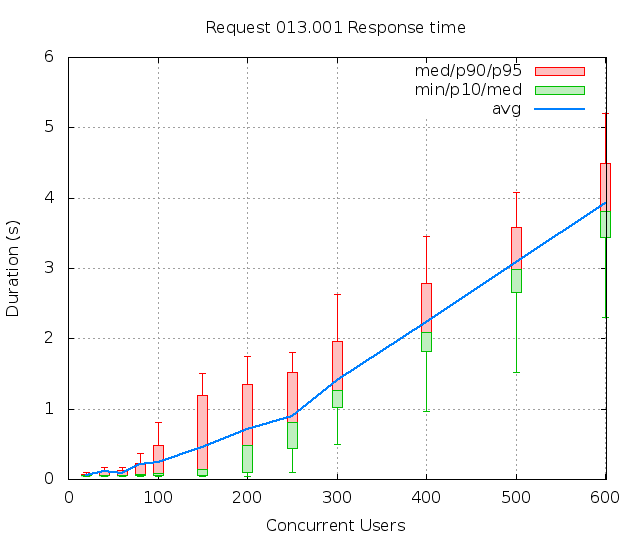 Request 013.001 Response time
med/p90/p95
min/p10/med
avg
6
5
4
3
2
1
0
0 100 200 300 400 500 600
Duration (s)
Concurrent Users